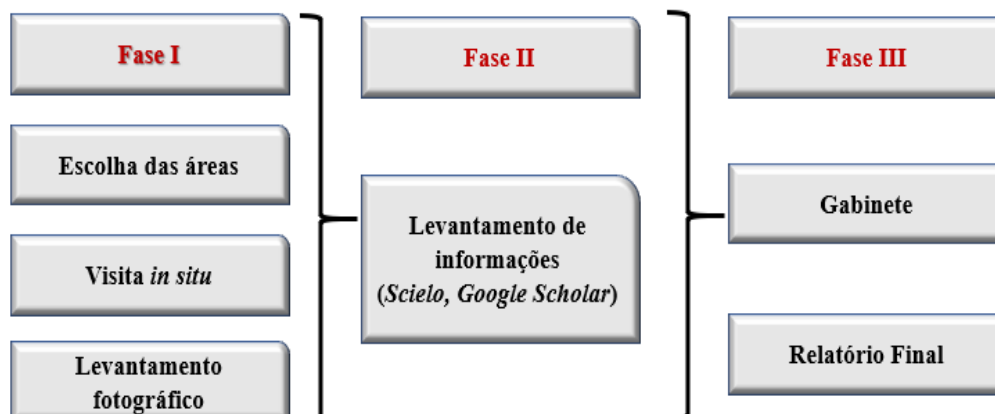 Fase I
Escolha das áreas
Visita in situ
Levantamento
fotográfico
Fase II
Levantamento de
informações
(Scielo, Google Scholar)
Fase III
Gabinete
Relatório Final